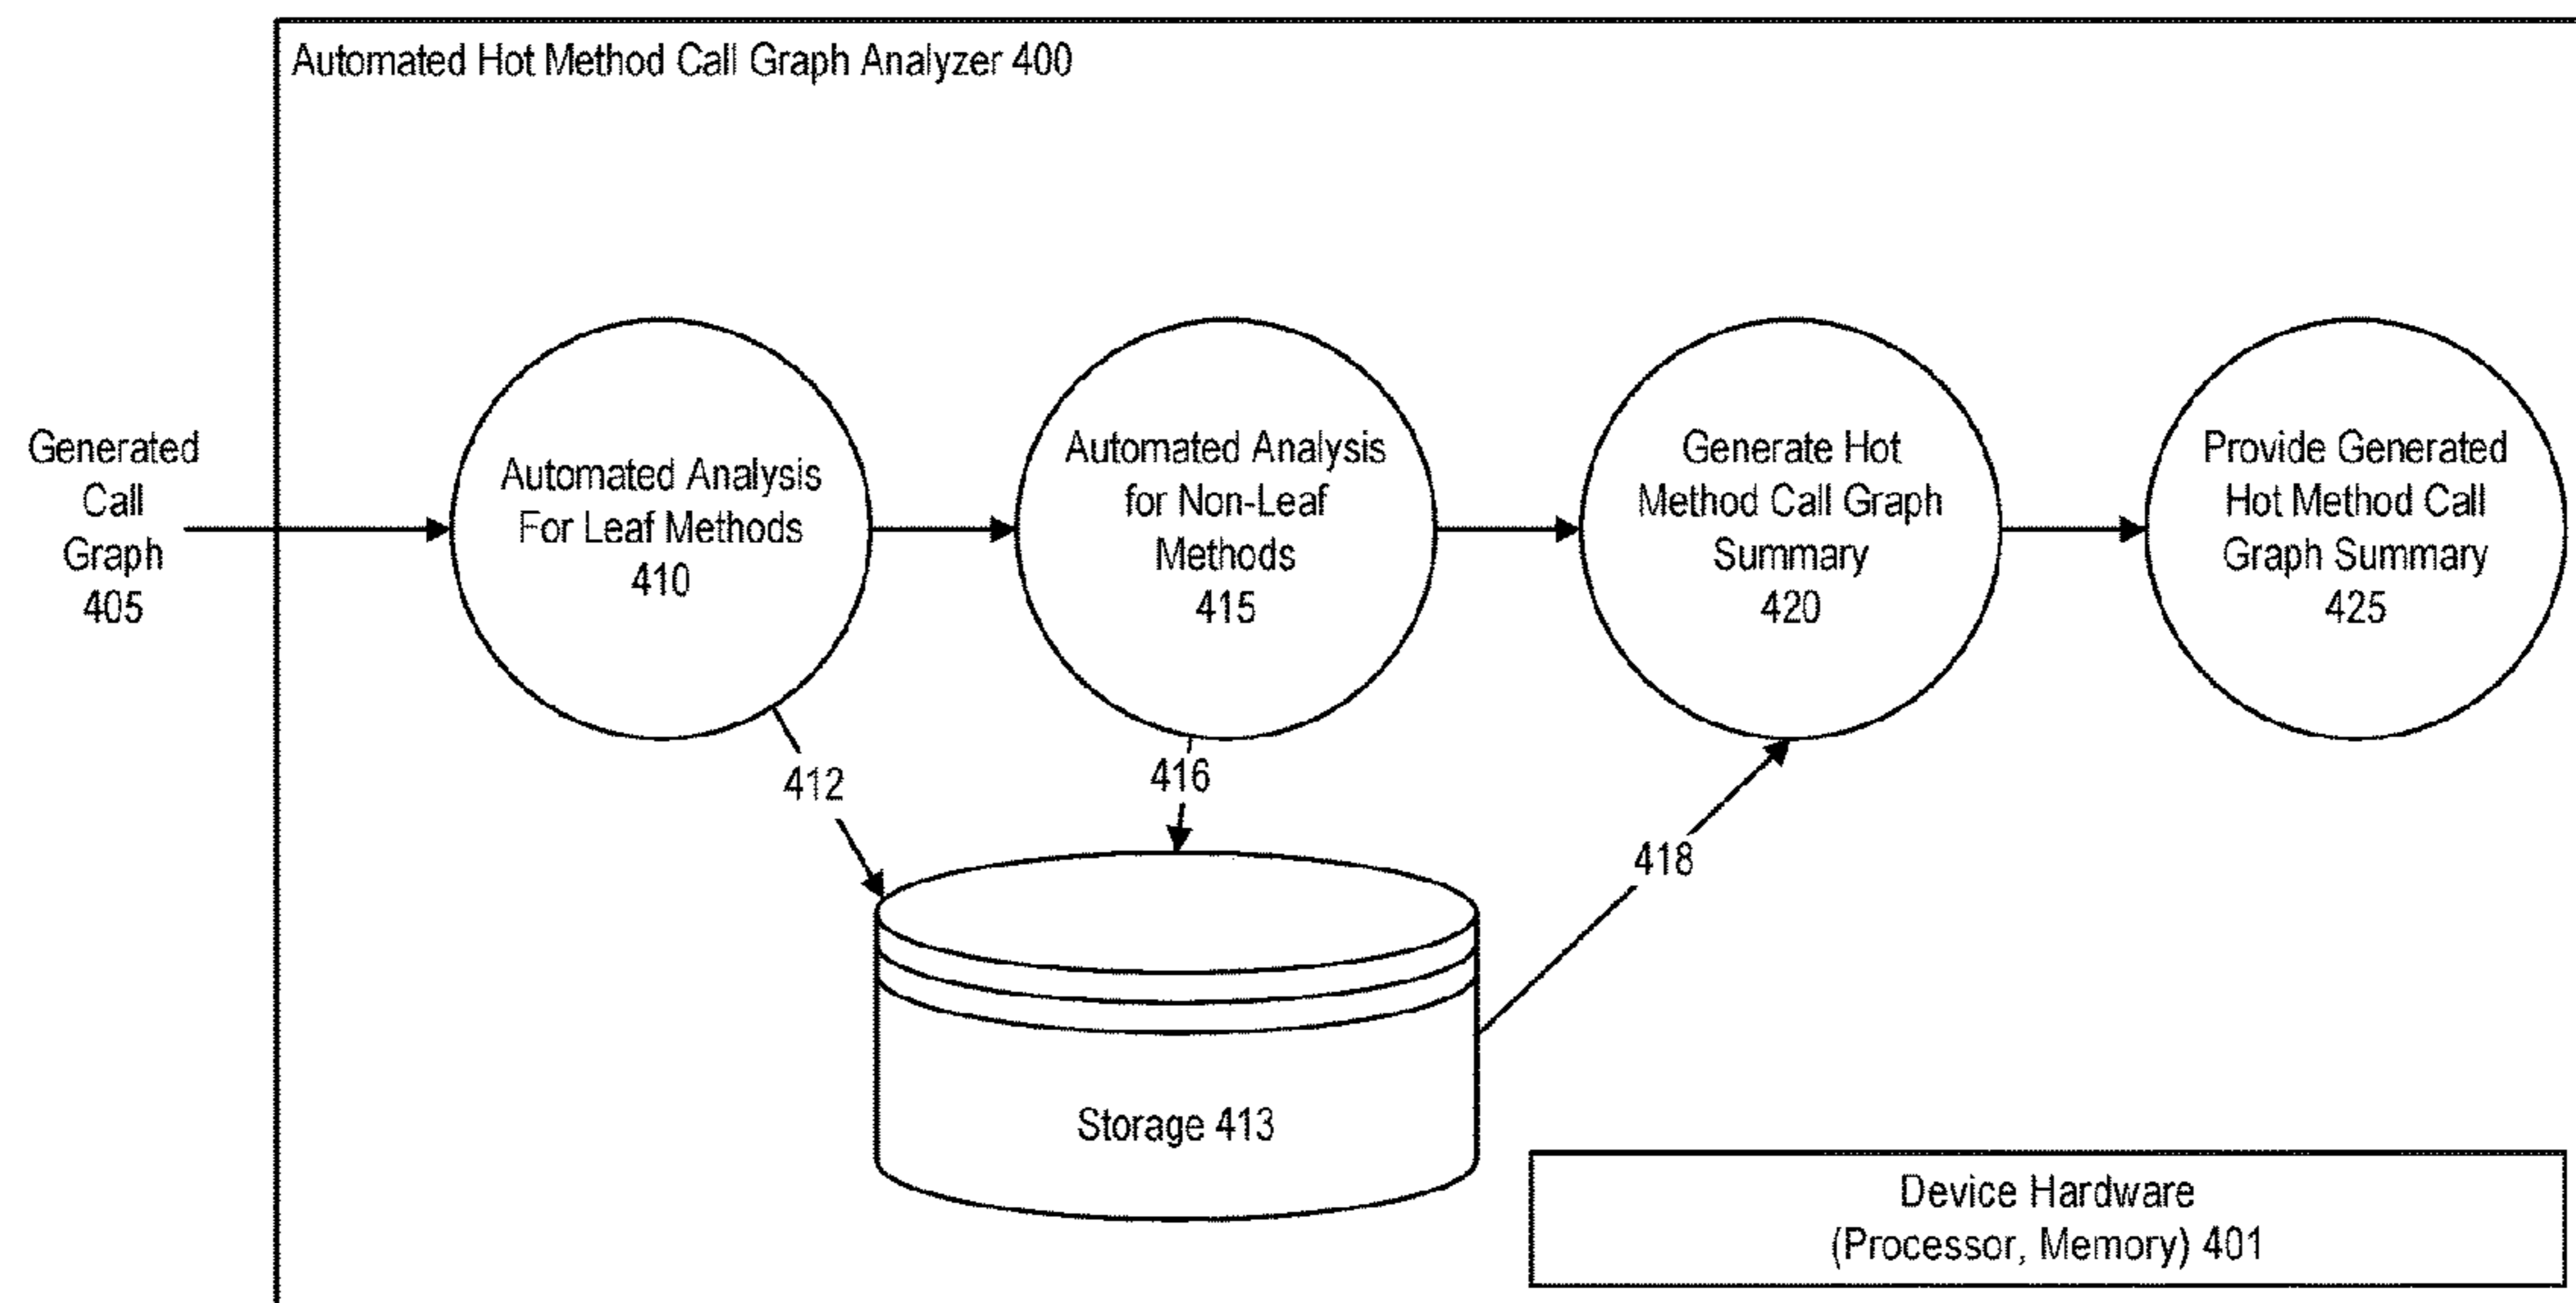 Automated Hot Method Call Graph Analyzer 400
Generated
Call
Graph
405
Automated Analysis
For Leaf Methods
410
Automated Analysis
for Non-Leaf
Methods
415
Generate Hot
Method Call Graph
Summary
420
Provide Generated
Hot Method Call
Graph Summary
425
412
416
418
Storage 413
Device Hardware
(Processor, Memory) 401